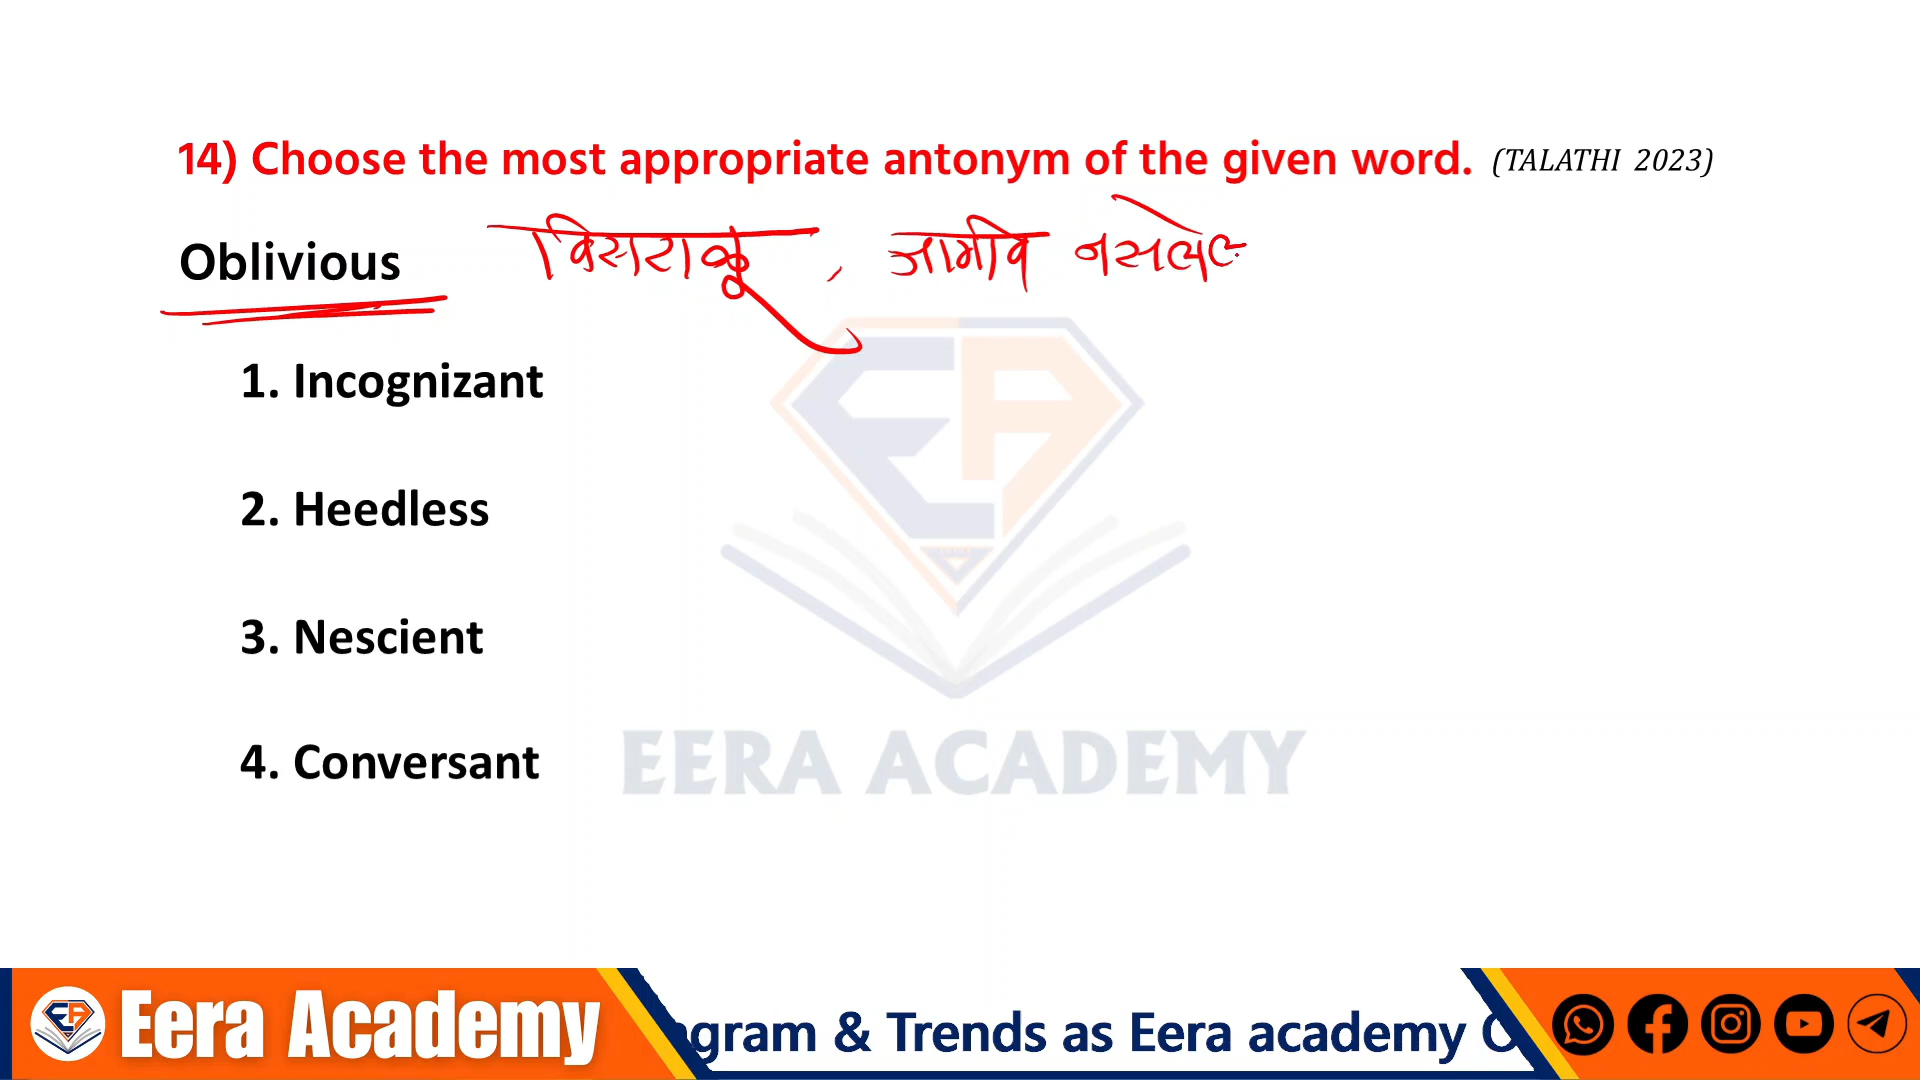 14) Choose the most appropriate antonym of the given word. (TALATHI 2023)
Oblivious विसराळू , जाणीव नसलेल
1. Incognizant
2. Heedless
3. Nescient
4. Conversant
EERA ACADEMY
Eera Academy gram & Trends as Eera academy